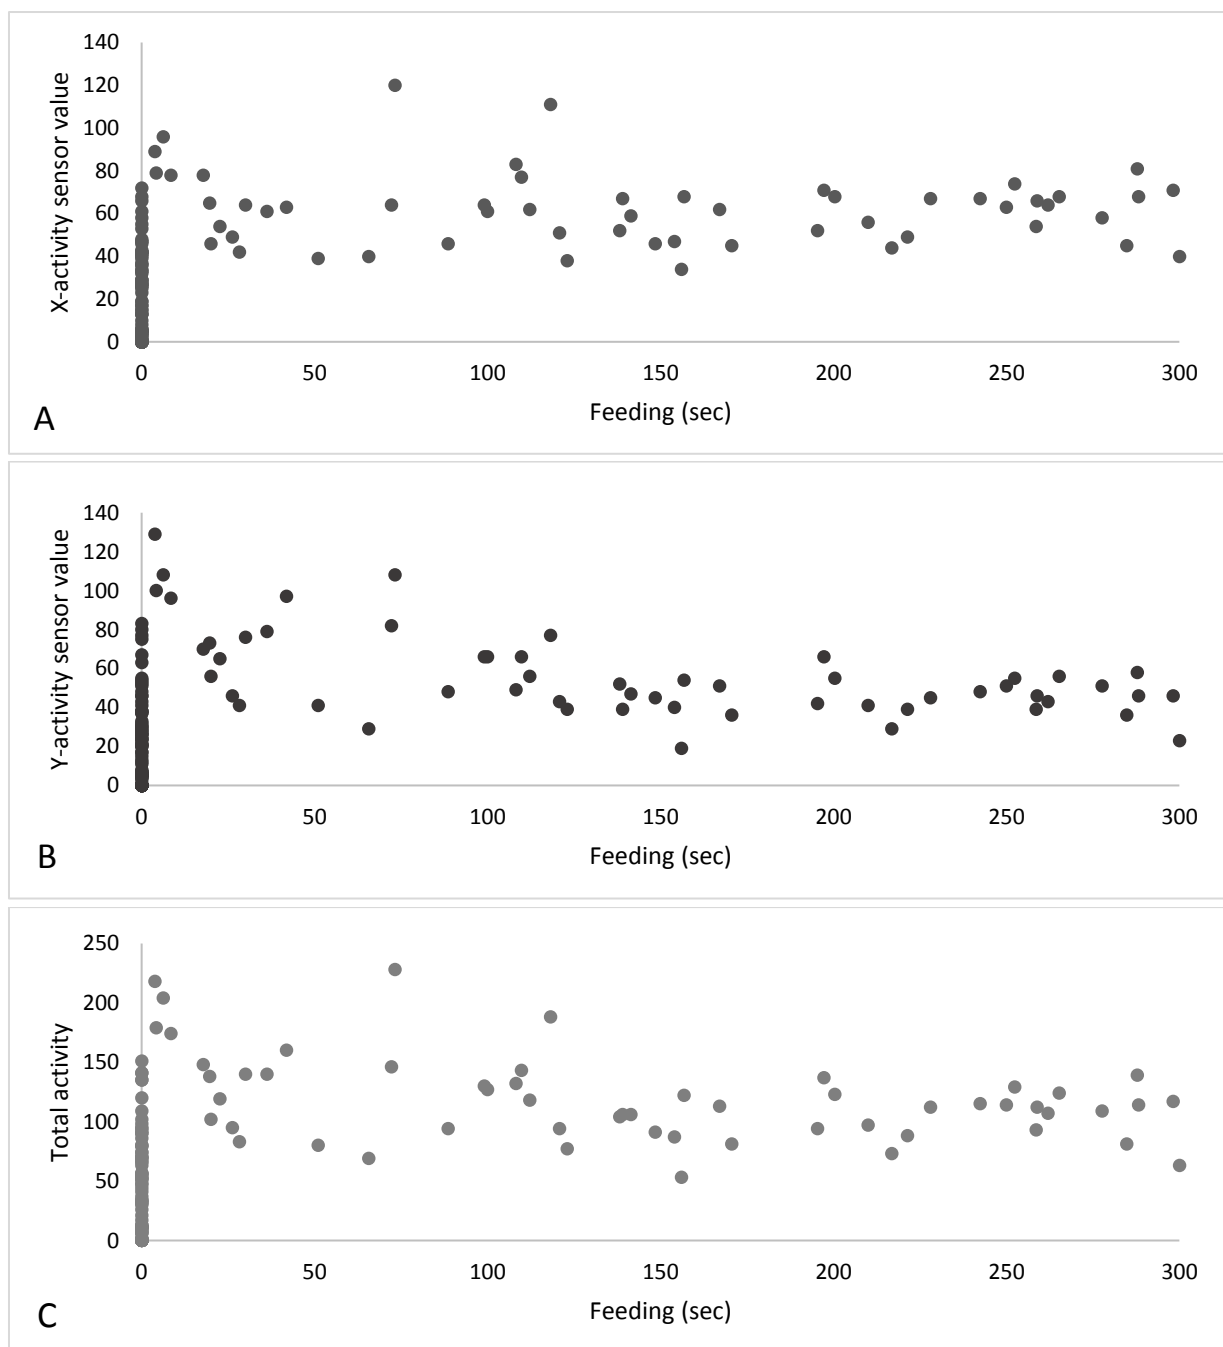 140
120
100
80
60
40
20
0
X-activity sensor value
0 50 100 150 200 250 300
Feeding (sec)
A
140
120
100
80
60
40
20
0
Y-activity sensor value
0 50 100 150 200 250 300
Feeding (sec)
B
250
200
150
100
50
0
Total activity
0 50 100 150 200 250 300
Feeding (sec)
C